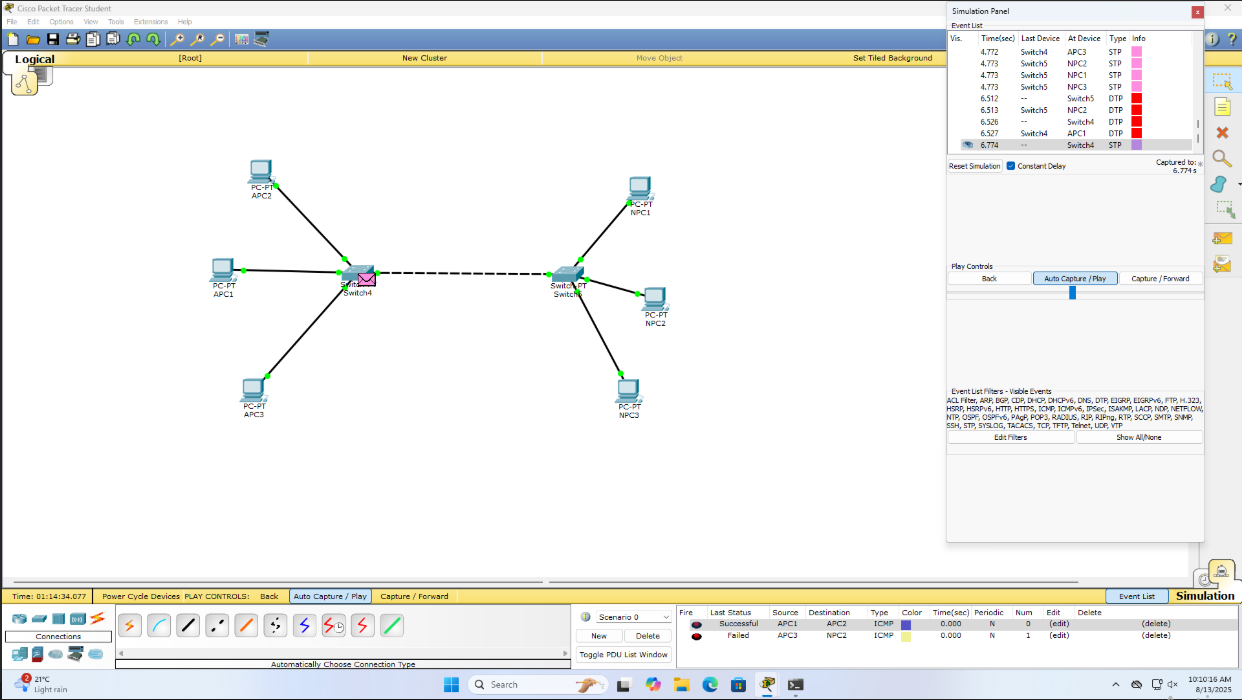 Cisco Packet Tracer Student
File Edit Options View Tools Extensions Help
Logical [Root] New Cluster Move Object Set Tiled Background
PC-PT
APC2
PC-PT
APC1
PC-PT
APC3
Switch4
Switch-PT
PC-PT
NPC1
PC-PT
NPC2
PC-PT
NPC3
Simulation Panel
Event List
Vis. Time(sec) Last Device At Device Type Info
4.772 Switch4 APC3 STP
4.773 Switch5 NPC2 STP
4.773 Switch5 NPC1 STP
4.773 Switch5 NPC3 STP
6.512 -- Switch5 DTP
6.513 Switch5 NPC2 DTP
6.526 -- Switch4 DTP
6.527 Switch4 APC1 DTP
6.774 -- Switch4 STP
Reset Simulation Constant Delay Captured to: *
6.774 s
Play Controls
Back Auto Capture / Play Capture / Forward
Event List Filters - Visible Events
ACL Filter, ARP, BGP, CDP, DHCP, DHCPv6, DNS, DTP, EIGRP, EIGRPv6, FTP, H.323,
HSRP, HSRPv6, HTTP, HTTPS, ICMP, ICMPv6, IPSec, ISAKMP, LACP, NDP, NETFLOW,
NTP, OSPF, OSPFv6, PAgP, POP3, RADIUS, RIP, RIPng, RTP, SCCP, SMTP, SNMP,
SSH, STP, SYSLOG, TACACS, TCP, TFTP, Telnet, UDP, VTP
Edit Filters Show All/None
Time: 01:14:34.077 Power Cycle Devices PLAY CONTROLS: Back Auto Capture / Play Capture / Forward Event List Simulation
Connections
Automatically Choose Connection Type
Scenario 0
New Delete
Toggle PDU List Window
Fire Last Status Source Destination Type Color Time(sec) Periodic Num Edit Delete
Successful APC1 APC2 ICMP 0.000 N 0 (edit) (delete)
Failed APC3 NPC2 ICMP 0.000 N 1 (edit) (delete)
2
21°C
Light rain
Search
10:10:16 AM
8/13/2025